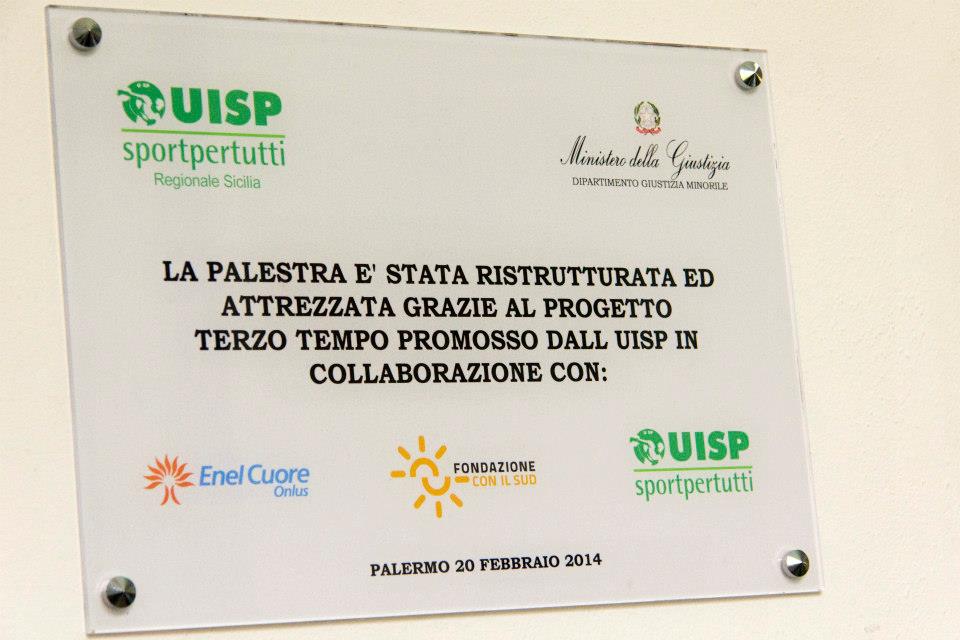 UISP
sportpertutti
Regionale Sicilia
Ministero della Giustizia
DIPARTIMENTO GIUSTIZIA MINORILE
LA PALESTRA E' STATA RISTRUTTURATA ED
ATTREZZATA GRAZIE AL PROGETTO
TERZO TEMPO PROMOSSO DALL UISP IN
COLLABORAZIONE CON:
Enel Cuore
Onlus
FONDAZIONE
CON IL SUD
UISP
sportpertutti
PALERMO 20 FEBBRAIO 2014